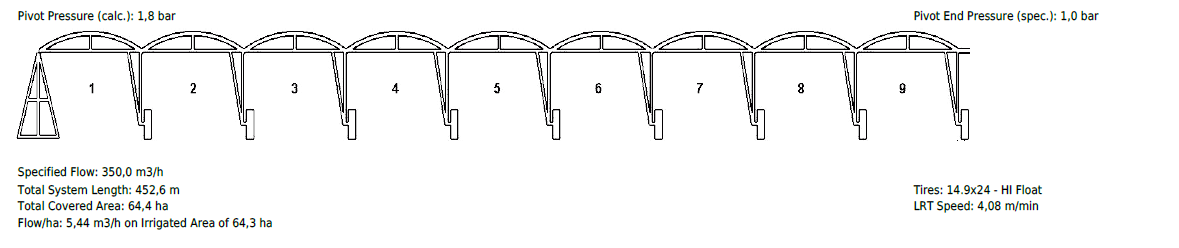 Pivot Pressure (calc.): 1,8 bar
Pivot End Pressure (spec.): 1,0 bar
1 2 3 4 5 6 7 8 9
Specified Flow: 350,0 m3/h
Total System Length: 452,6 m
Tires: 14.9x24 - HI Float
Total Covered Area: 64,4 ha
LRT Speed: 4,08 m/min
Flow/ha: 5,44 m3/h on Irrigated Area of 64,3 ha